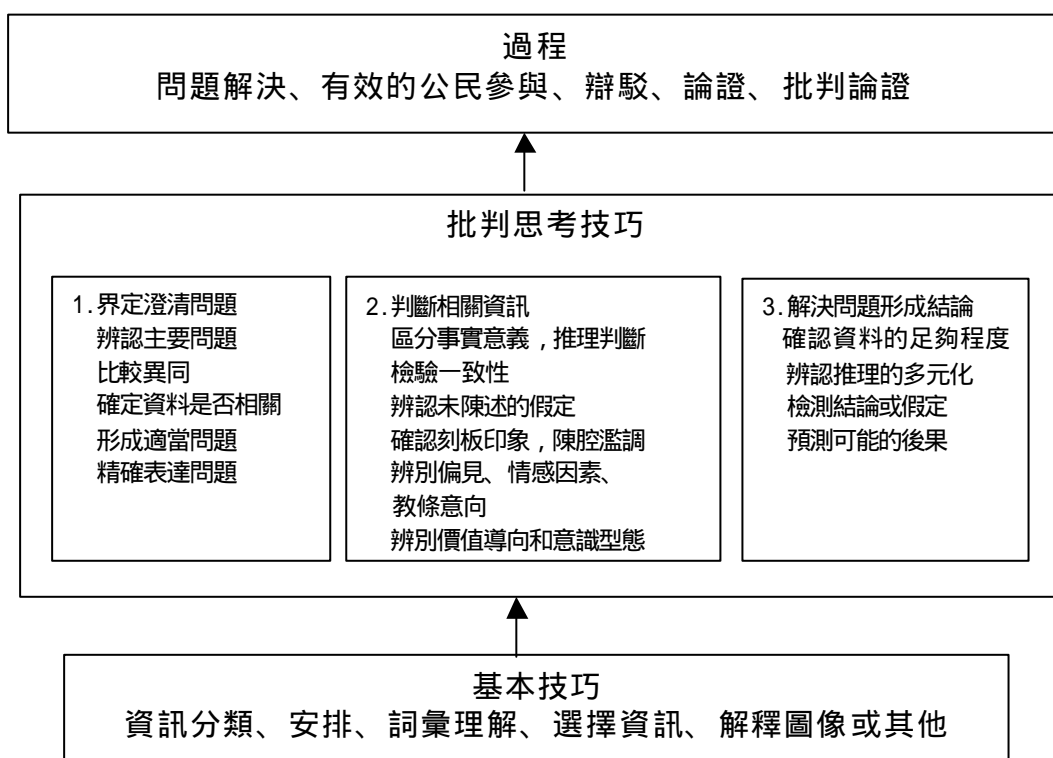 過程
問題解決、有效的公民參與、辯駁、論證、批判論證
批判思考技巧
1.界定澄清問題
辨認主要問題
比較異同
確定資料是否相關
形成適當問題
精確表達問題
2.判斷相關資訊
區分事實意義，推理判斷
檢驗一致性
辨認未陳述的假定
確認刻板印象，陳腔濫調
辨別偏見、情感因素、
教條意向
辨別價值導向和意識型態
3.解決問題形成結論
確認資料的足夠程度
辨認推理的多元化
檢測結論或假定
預測可能的後果
基本技巧
資訊分類、安排、詞彙理解、選擇資訊、解釋圖像或其他